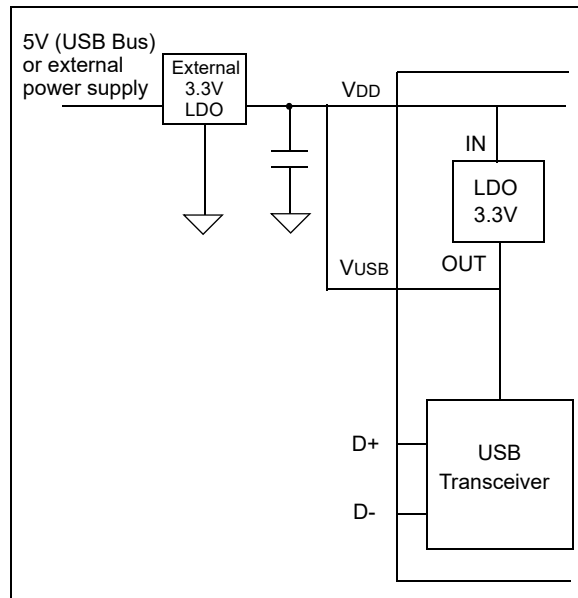 5V (USB Bus)
or external
power supply
External
3.3V
LDO
VDD
IN
LDO
3.3V
OUT
VUSB
D+
D-
USB
Transceiver